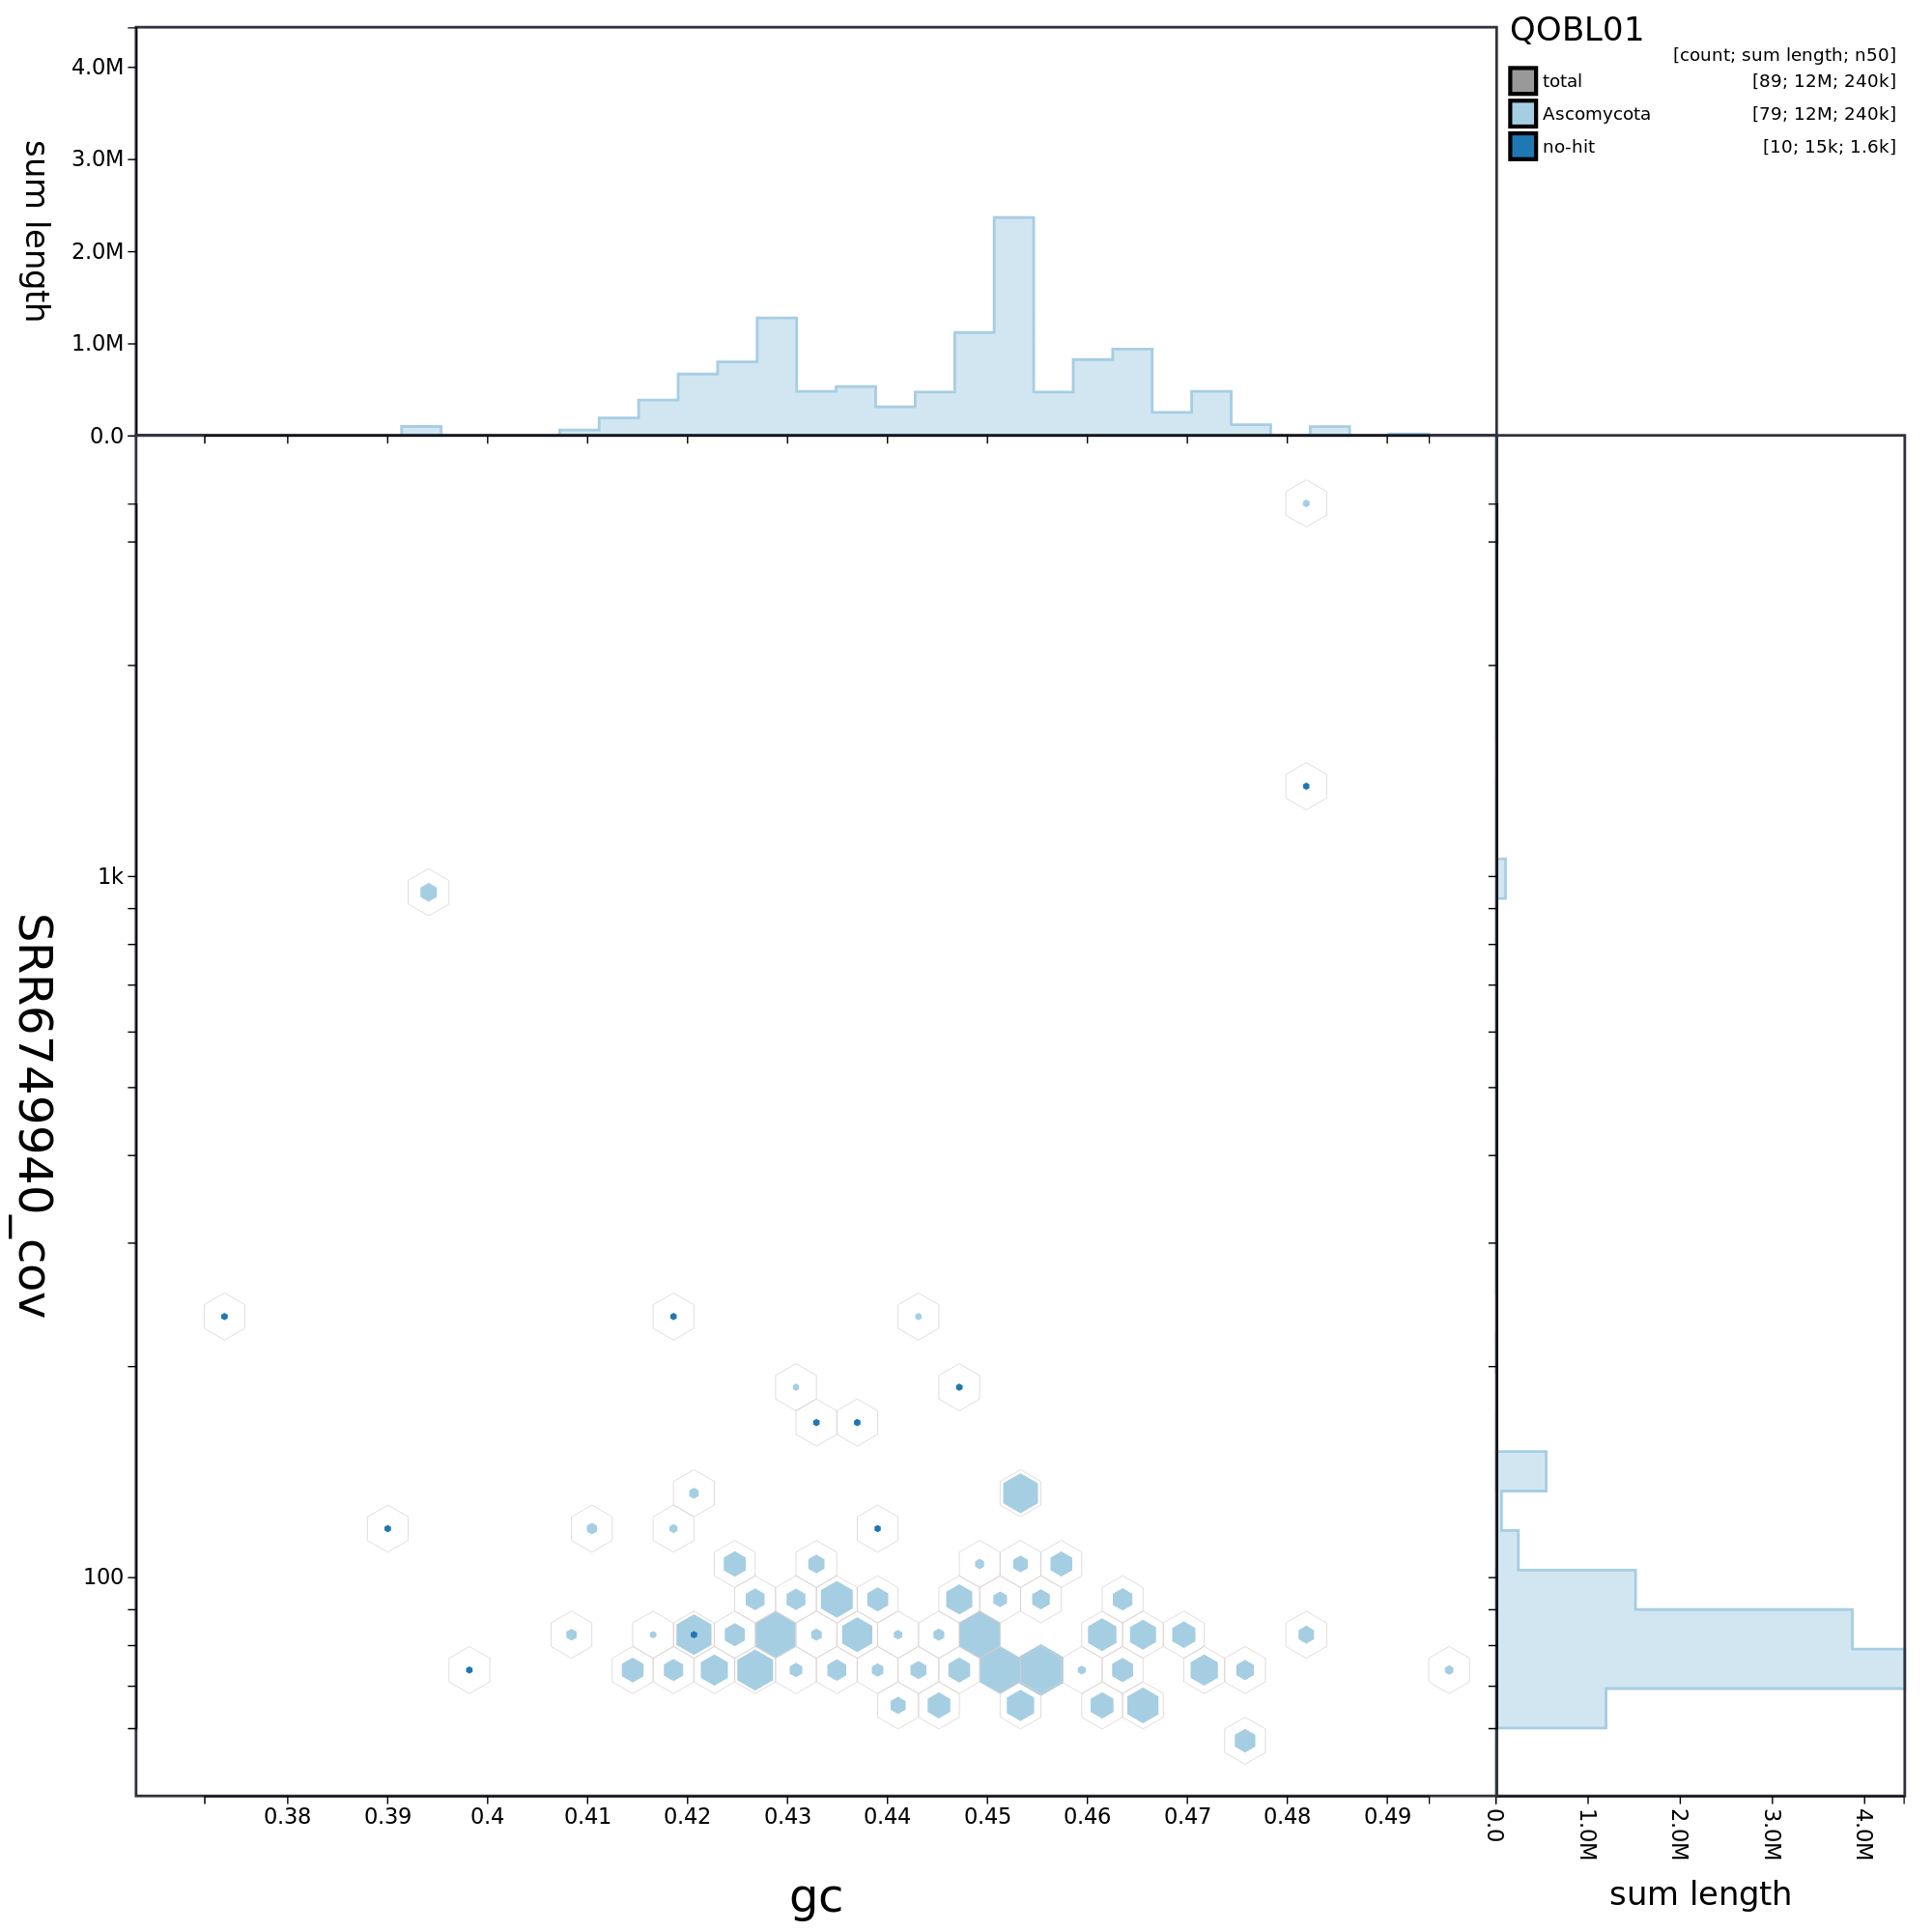 QOBL01
[count; sum length; n50]
total [89; 12M; 240k]
Ascomycota [79; 12M; 240k]
no-hit [10; 15k; 1.6k]
sum length
4.0M
3.0M
2.0M
1.0M
0.0
SRR6749940_cov
1k
100
0.38 0.39 0.4 0.41 0.42 0.43 0.44 0.45 0.46 0.47 0.48 0.49
gc
0.0 1.0M 2.0M 3.0M 4.0M
sum length